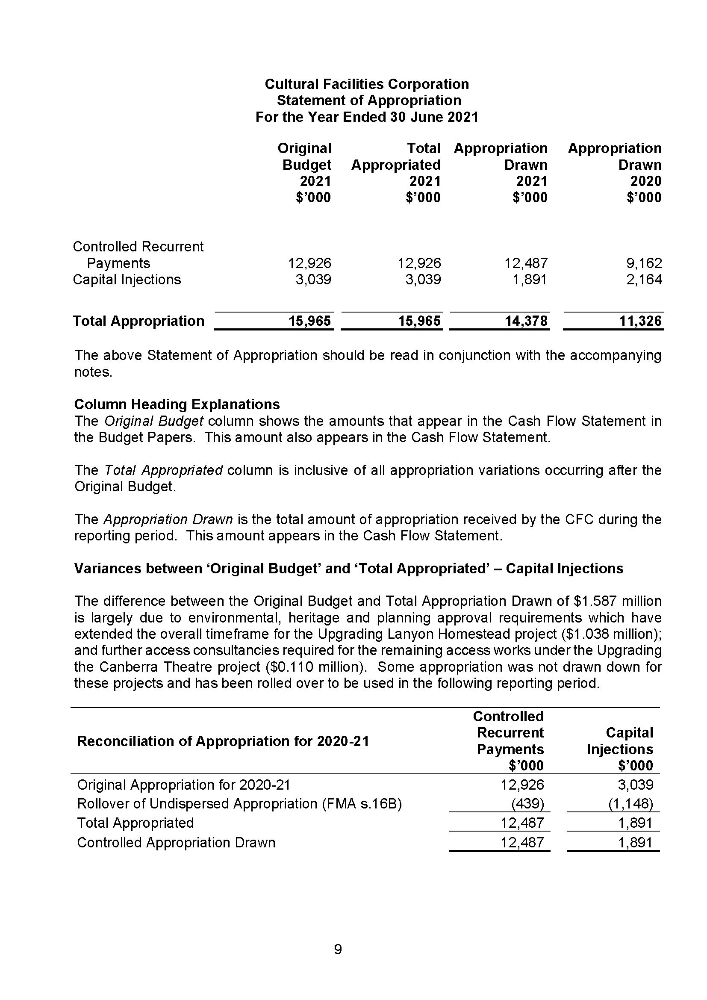 Cultural Facilities Corporation
Statement of Appropriation
For the Year Ended 30 June 2021
Original Total Appropriation Appropriation
Budget Appropriated Drawn Drawn
2021 2021 2021 2020
$’000 $’000 $’000 $’000
Controlled Recurrent
Payments 12,926 12,926 12,487 9,162
Capital Injections 3,039 3,039 1,891 2,164
Total Appropriation 15,965 15,965 14,378 11,326
The above Statement of Appropriation should be read in conjunction with the accompanying
notes.
Column Heading Explanations
The Original Budget column shows the amounts that appear in the Cash Flow Statement in
the Budget Papers. This amount also appears in the Cash Flow Statement.
The Total Appropriated column is inclusive of all appropriation variations occurring after the
Original Budget.
The Appropriation Drawn is the total amount of appropriation received by the CFC during the
reporting period. This amount appears in the Cash Flow Statement.
Variances between ‘Original Budget’ and ‘Total Appropriated’ – Capital Injections
The difference between the Original Budget and Total Appropriation Drawn of $1.587 million
is largely due to environmental, heritage and planning approval requirements which have
extended the overall timeframe for the Upgrading Lanyon Homestead project ($1.038 million);
and further access consultancies required for the remaining access works under the Upgrading
the Canberra Theatre project ($0.110 million). Some appropriation was not drawn down for
these projects and has been rolled over to be used in the following reporting period.
Controlled
Recurrent Capital
Reconciliation of Appropriation for 2020-21
Payments Injections
$’000 $’000
Original Appropriation for 2020-21 12,926 3,039
Rollover of Undispersed Appropriation (FMA s.16B) (439) (1,148)
Total Appropriated 12,487 1,891
Controlled Appropriation Drawn 12,487 1,891
9